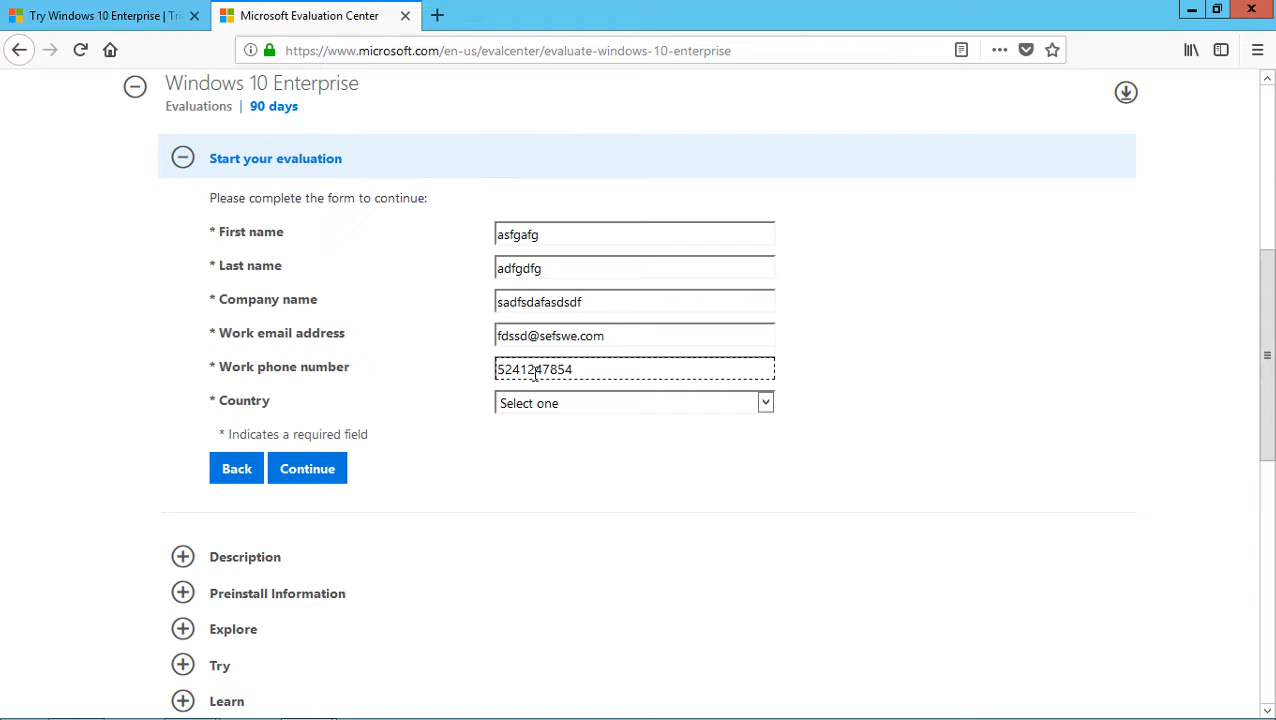 Try Windows 10 Enterprise | Tri
Microsoft Evaluation Center
https://www.microsoft.com/en-us/evalcenter/evaluate-windows-10-enterprise
Windows 10 Enterprise
Evaluations | 90 days
Start your evaluation
Please complete the form to continue:
* First name asfgafg
* Last name adfgdfg
* Company name sadfsdafasdsdf
* Work email address fdssd@sefswe.com
* Work phone number 5241247854
* Country Select one
* Indicates a required field
Back Continue
Description
Preinstall Information
Explore
Try
Learn